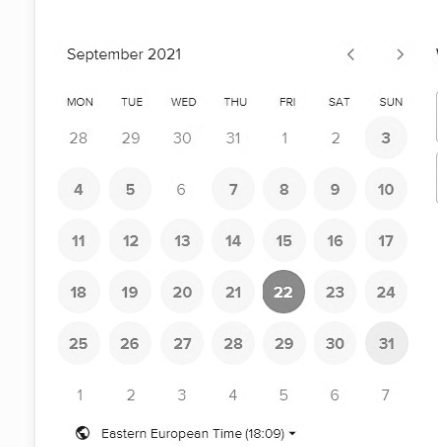 September 2021
MON TUE WED THU FRI SAT SUN
28 29 30 31 1 2 3
4 5 6 7 8 9 10
11 12 13 14 15 16 17
18 19 20 21 22 23 24
25 26 27 28 29 30 31
1 2 3 4 5 6 7
Eastern European Time (18:09)